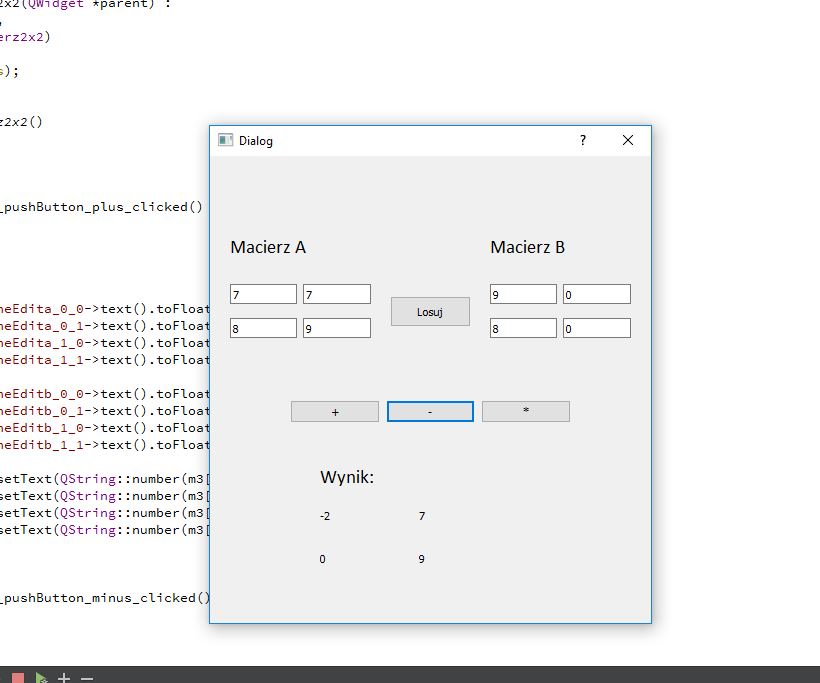 2x2(QWidget *parent) :
,
erz2x2)
s);
z2x2()
_pushButton_plus_clicked()
neEdita_0_0->text().toFloat
neEdita_0_1->text().toFloat
neEdita_1_0->text().toFloat
neEdita_1_1->text().toFloat
neEditb_0_0->text().toFloat
neEditb_0_1->text().toFloat
neEditb_1_0->text().toFloat
neEditb_1_1->text().toFloat
setText(QString::number(m3[
setText(QString::number(m3[
setText(QString::number(m3[
setText(QString::number(m3[
_pushButton_minus_clicked()
Dialog ?
Macierz A Macierz B
7 7 9 0
Losuj
8 9 8 0
+ - *
Wynik:
-2 7
0 9